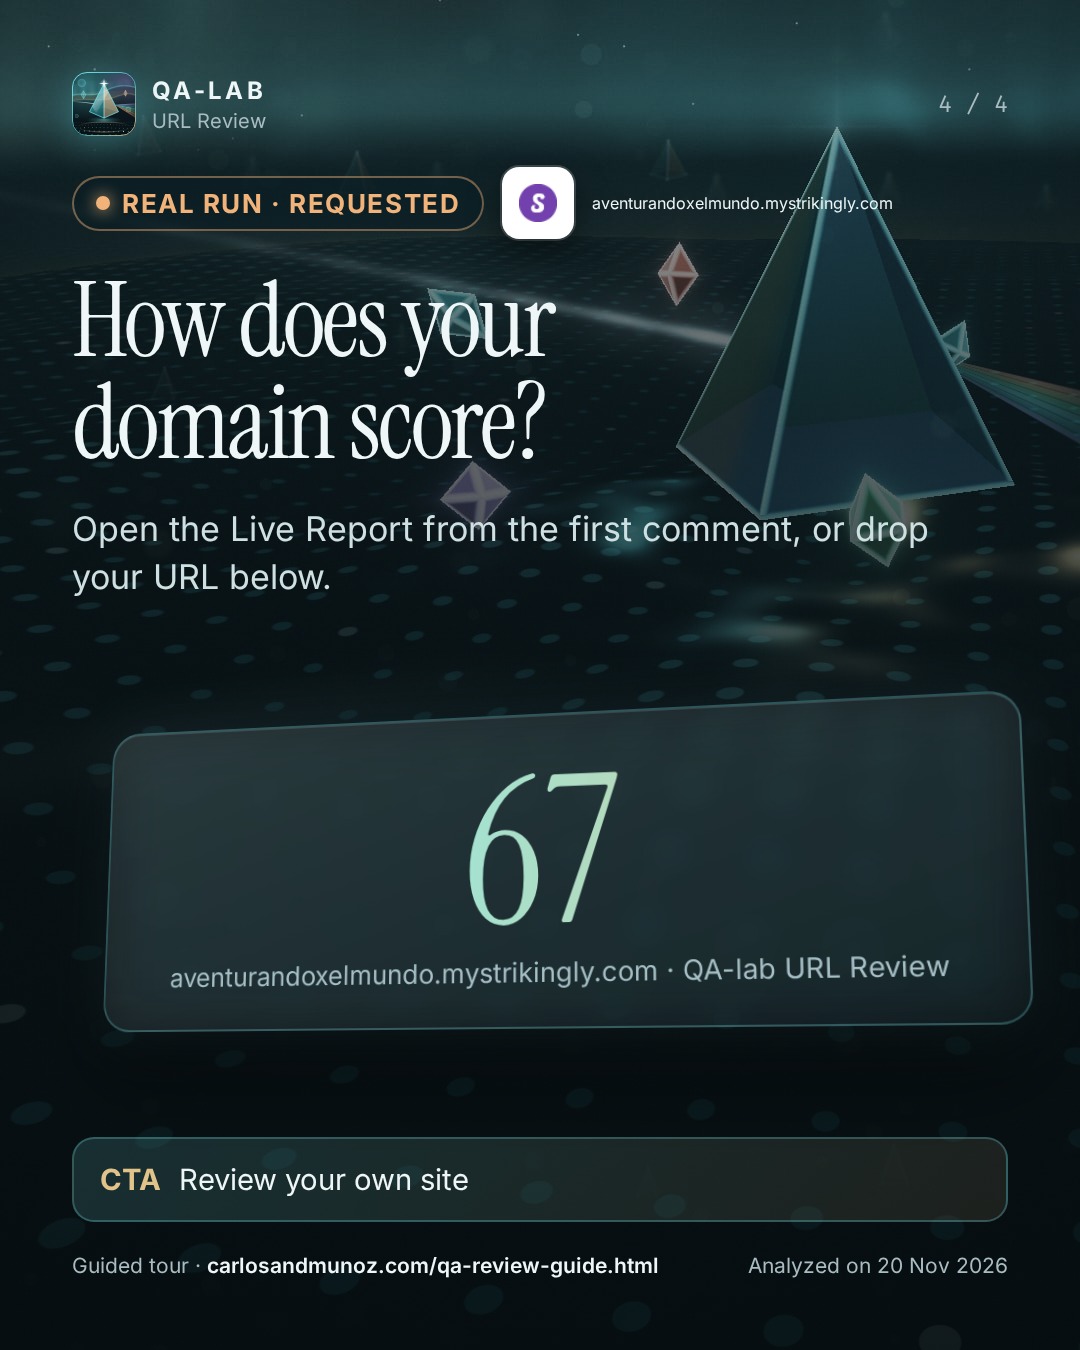 QA-LAB
URL Review
4 / 4
REAL RUN · REQUESTED
S
aventurandoxelmundo.mystrikingly.com
How does your
domain score?
Open the Live Report from the first comment, or drop
your URL below.
67
aventurandoxelmundo.mystrikingly.com · QA-lab URL Review
CTA Review your own site
Guided tour · carlosandmunoz.com/qa-review-guide.html
Analyzed on 20 Nov 2026